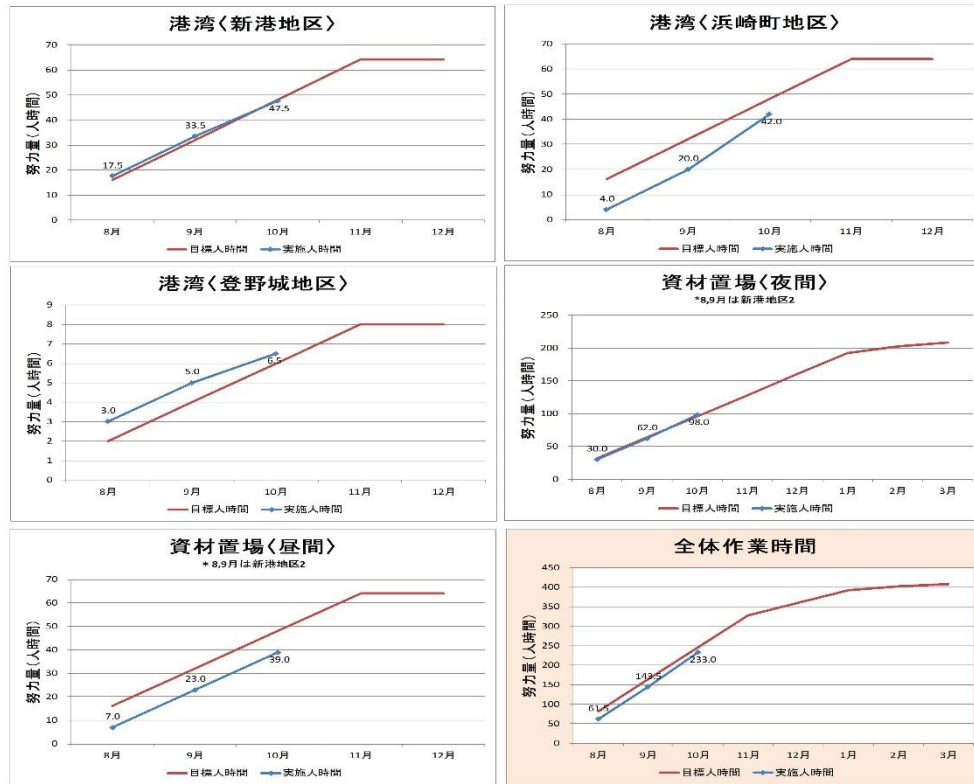 港湾〈新港地区〉
努力量(人時間)
70
60
50
40
30
20
10
0
17.5
33.5
47.5
8月 9月 10月 11月 12月
目標人時間 実施人時間
港湾〈浜崎町地区〉
努力量(人時間)
70
60
50
40
30
20
10
0
4.0
20.0
42.0
8月 9月 10月 11月 12月
目標人時間 実施人時間
港湾〈登野城地区〉
努力量(人時間)
9
8
7
6
5
4
3
2
1
0
3.0
5.0
6.5
8月 9月 10月 11月 12月
目標人時間 実施人時間
資材置場〈夜間〉
*8,9月は新港地区2
努力量(人時間)
250
200
150
100
50
0
30.0
62.0
98.0
8月 9月 10月 11月 12月 1月 2月 3月
目標人時間 実施人時間
資材置場〈昼間〉
* 8,9月は新港地区2
努力量(人時間)
70
60
50
40
30
20
10
0
7.0
23.0
39.0
8月 9月 10月 11月 12月
目標人時間 実施人時間
全体作業時間
努力量(人時間)
450
400
350
300
250
200
150
100
50
0
61.5
143.5
233.0
8月 9月 10月 11月 12月 1月 2月 3月
目標人時間 実施人時間